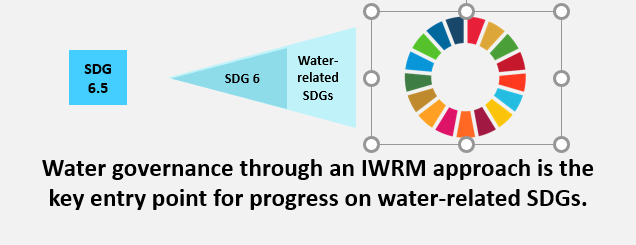 SDG
6.5
SDG 6
Water-
related
SDGs
Water governance through an IWRM approach is the
key entry point for progress on water-related SDGs.